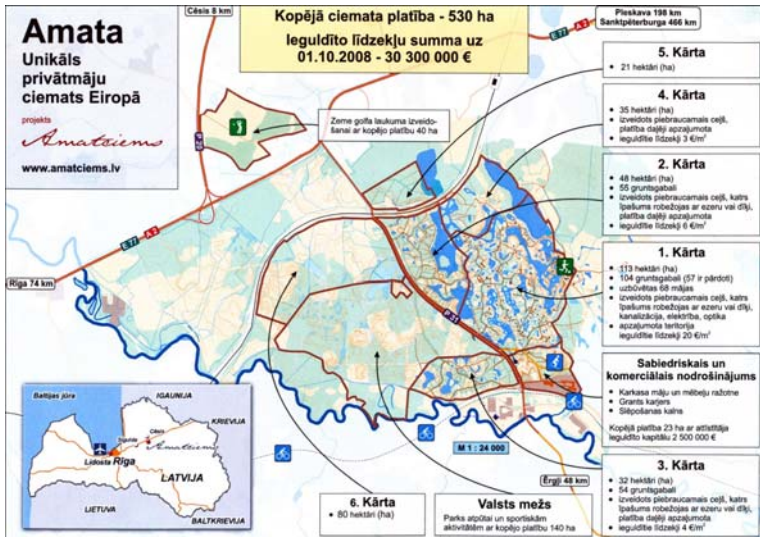 Amata
Unikāls
privātmāju
ciemats Eiropā
projekts
Amatciems
www.amatciems.lv
Cēsis 8 km
Kopējā ciemata platība - 530 ha
Ieguldīto līdzekļu summa uz
01.10.2008 - 30 300 000 €
Pleskava 198 km
Sanktpēterburga 466 km
E 77 A 2
P 20
Zeme golfa laukuma izveido-
šanai ar kopējo platību 40 ha
5. Kārta
• 21 hektāri (ha)
4. Kārta
• 35 hektāri (ha)
• izveidots piebraucamais ceļš,
platība daļēji apzaļumota
• ieguldītie līdzekļi 3 €/m²
2. Kārta
• 48 hektāri (ha)
• 55 gruntsgabali
• izveidots piebraucamais ceļš, katrs
īpašums robežojas ar ezeru vai dīķi,
platība daļēji apzaļumota
• ieguldītie līdzekļi 6 €/m²
1. Kārta
• 113 hektāri (ha)
• 104 gruntsgabali (57 ir pārdoti)
• uzbūvētas 68 mājas
• izveidots piebraucamais ceļš, katrs
īpašums robežojas ar ezeru vai dīķi,
kanalizācija, elektrība, optika
• apzaļumota teritorija
• ieguldītie līdzekļi 20 €/m²
E 77 A 2
Rīga 74 km
P 31
Sabiedriskais un
komerciālais nodrošinājums
• Karkasa māju un mēbeļu ražotne
• Grants karjers
• Slēpošanas kalns
Kopējā platība 23 ha ar attīstītāja
ieguldīto kapitālu 2 500 000 €
Baltijas jūra
IGAUNIJA
KRIEVIJA
Cēsis
Sigulda
Amatciems
Lidosta Rīga
LATVIJA
LIETUVA
BALTKRIEVIJA
M 1 : 24 000
Ērgļi 48 km
3. Kārta
• 32 hektāri (ha)
• 54 gruntsgabali
• izveidots piebraucamais ceļš, katrs
īpašums robežojas ar ezeru vai dīķi,
platība daļēji apzaļumota
• ieguldītie līdzekļi 4 €/m²
6. Kārta
• 80 hektāri (ha)
Valsts mežs
Parks atpūtai un sportiskām
aktivitātēm ar kopējo platību 140 ha